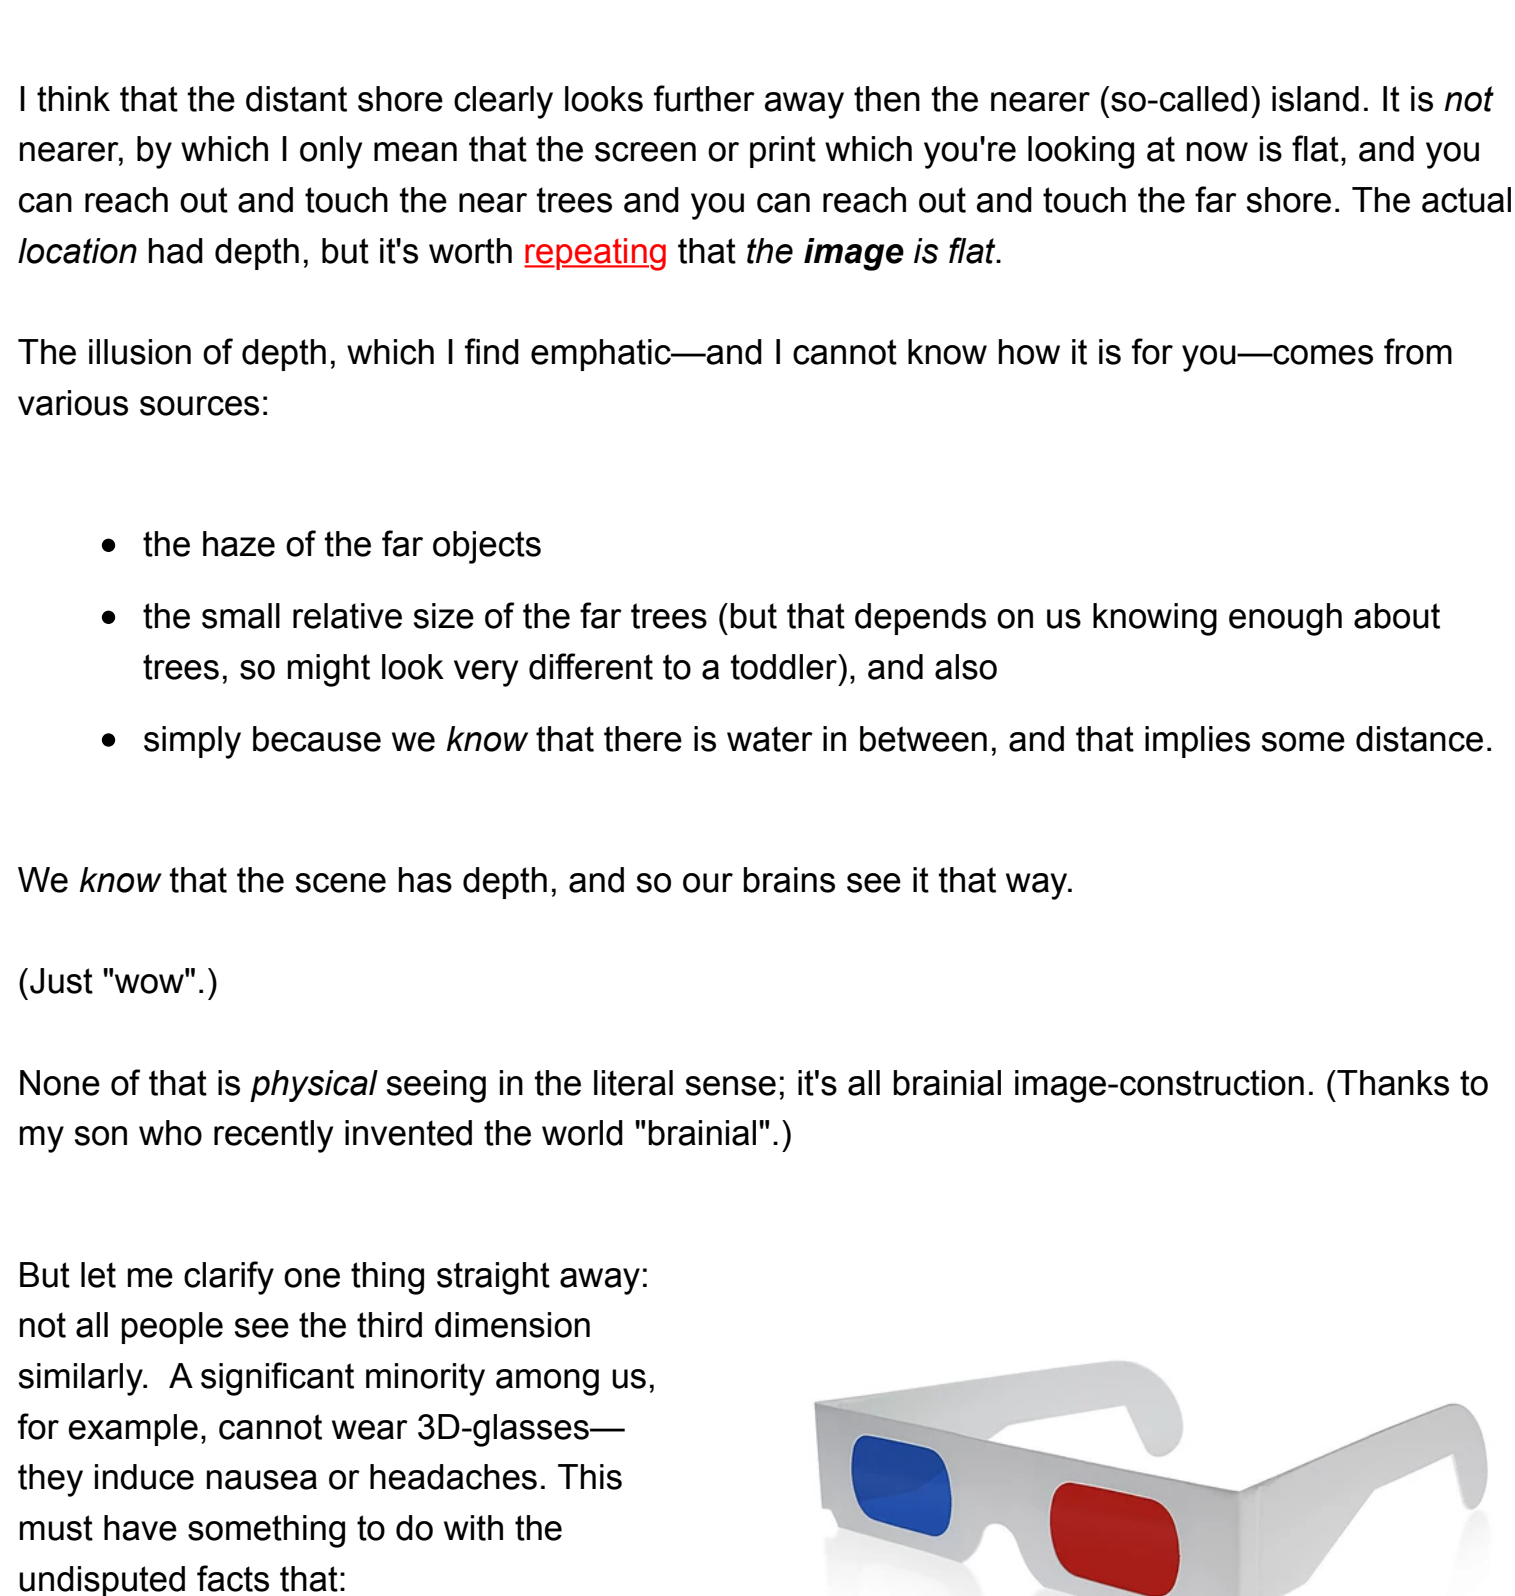 I think that the distant shore clearly looks further away then the nearer (so-called) island. It is not
nearer, by which I only mean that the screen or print which you're looking at now is flat, and you
can reach out and touch the near trees and you can reach out and touch the far shore. The actual
location had depth, but it's worth repeating that the image is flat.
The illusion of depth, which I find emphatic—and I cannot know how it is for you—comes from
various sources:
• the haze of the far objects
• the small relative size of the far trees (but that depends on us knowing enough about
trees, so might look very different to a toddler), and also
• simply because we know that there is water in between, and that implies some distance.
We know that the scene has depth, and so our brains see it that way.
(Just "wow".)
None of that is physical seeing in the literal sense; it's all brainial image-construction. (Thanks to
my son who recently invented the world "brainial".)
But let me clarify one thing straight away:
not all people see the third dimension
similarly.  A significant minority among us,
for example, cannot wear 3D-glasses—
they induce nausea or headaches. This
must have something to do with the
undisputed facts that: